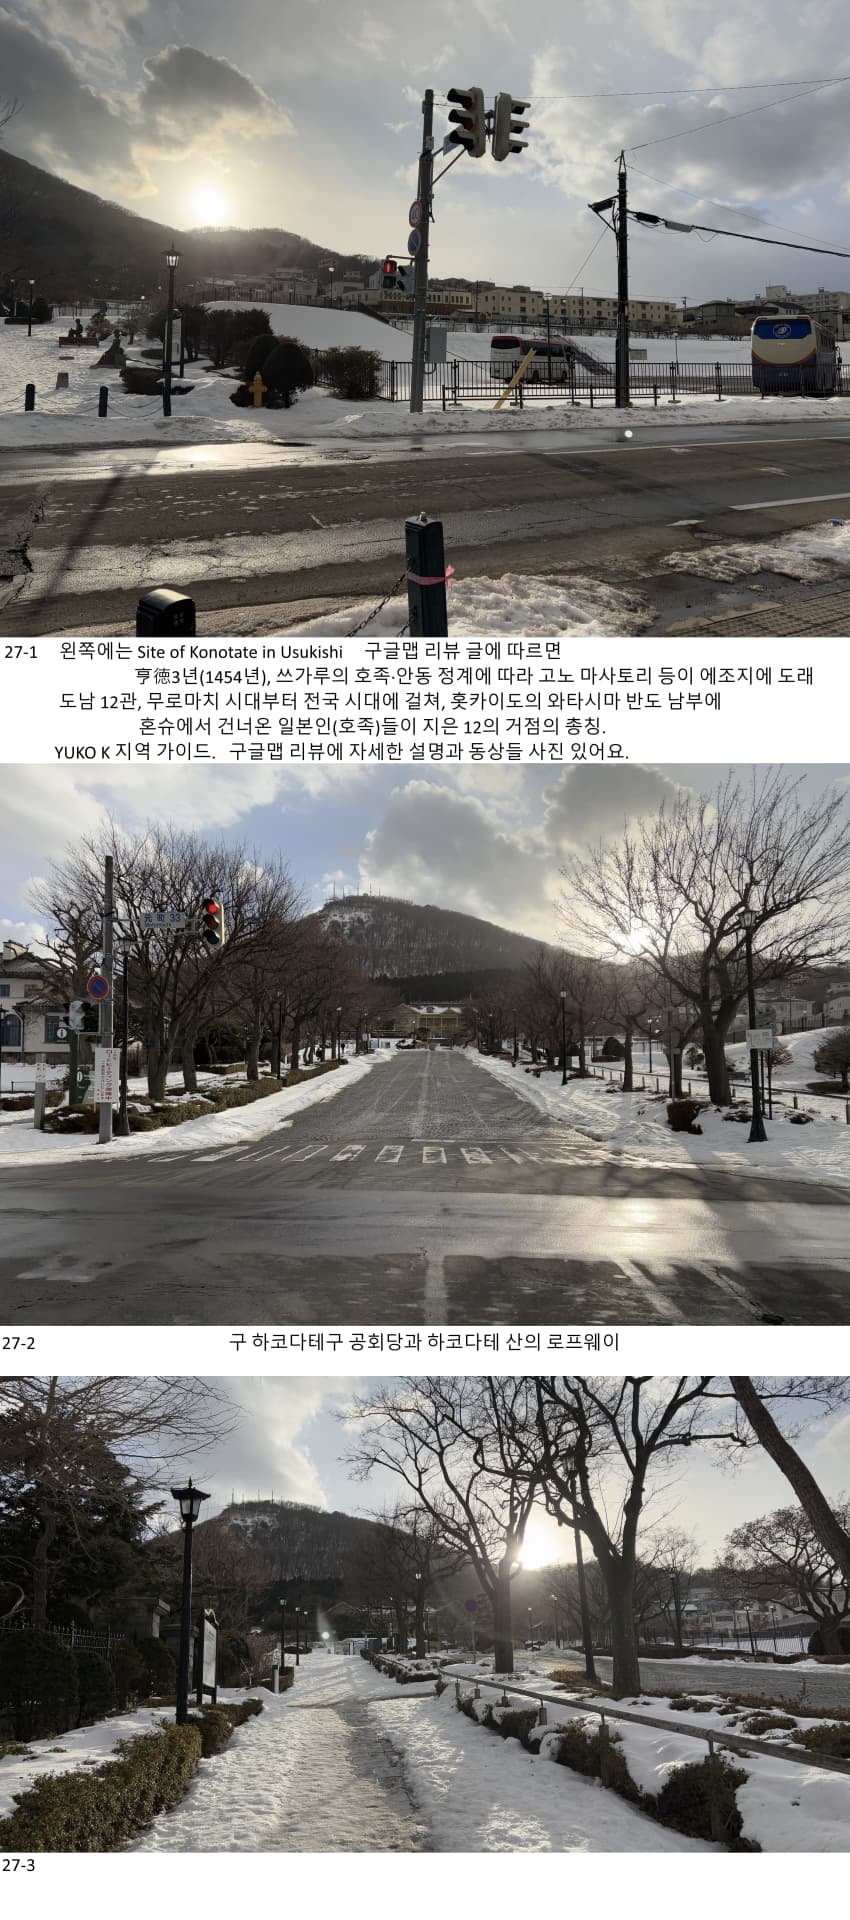 27-1 왼쪽에는 Site of Konotate in Usukishi 구글맵 리뷰 글에 따르면
亨徳3년(1454년), 쓰가루의 호족·안동 정계에 따라 고노 마사토리 등이 에조지에 도래
도남 12관, 무로마치 시대부터 전국 시대에 걸쳐, 홋카이도의 와타시마 반도 남부에
혼슈에서 건너온 일본인(호족)들이 지은 12의 거점의 총칭.
YUKO K 지역 가이드. 구글맵 리뷰에 자세한 설명과 동상들 사진 있어요.
元町 33
27-2 구 하코다테구 공회당과 하코다테 산의 로프웨이
27-3